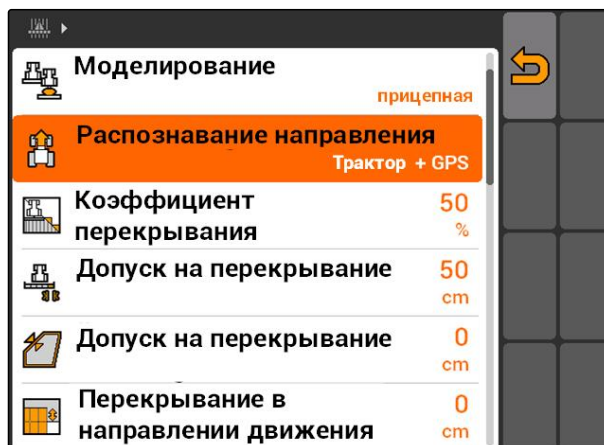 Моделирование
прицепная
Распознавание направления
Трактор + GPS
Коэффициент 50
перекрывания %
Допуск на перекрывание 50
cm
Допуск на перекрывание 0
cm
Перекрывание в 0
направлении движения cm